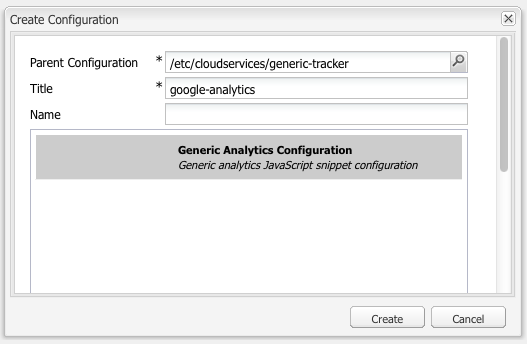 Create Configuration
Parent Configuration * /etc/cloudservices/generic-tracker
Title * google-analytics
Name
Generic Analytics Configuration
Generic analytics JavaScript snippet configuration
Create Cancel